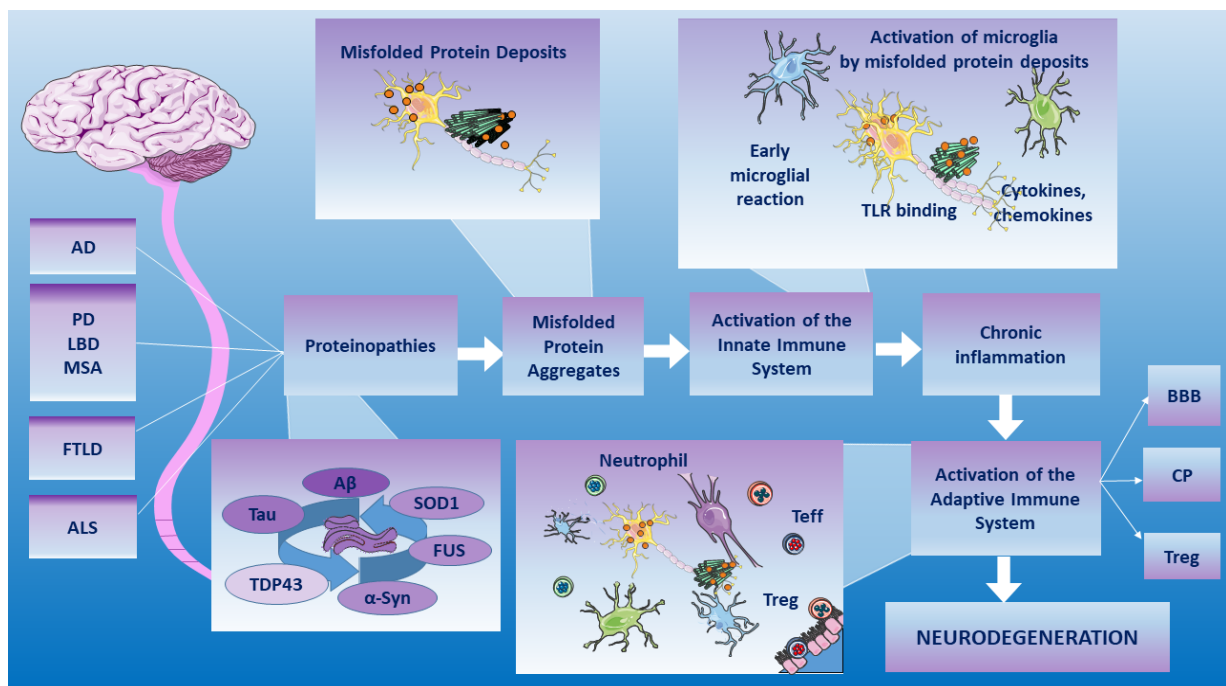 Misfolded Protein Deposits
Activation of microglia
by misfolded protein deposits
Early
microglial
reaction
TLR binding
Cytokines,
chemokines
AD
PD
LBD
MSA
FTLD
ALS
Proteinopathies
Misfolded
Protein
Aggregates
Activation of the
Innate Immune
System
Chronic
inflammation
BBB
CP
Treg
Activation of the
Adaptive Immune
System
NEURODEGENERATION
Aβ
SOD1
Tau
FUS
TDP43
α-Syn
Neutrophil
Teff
Treg